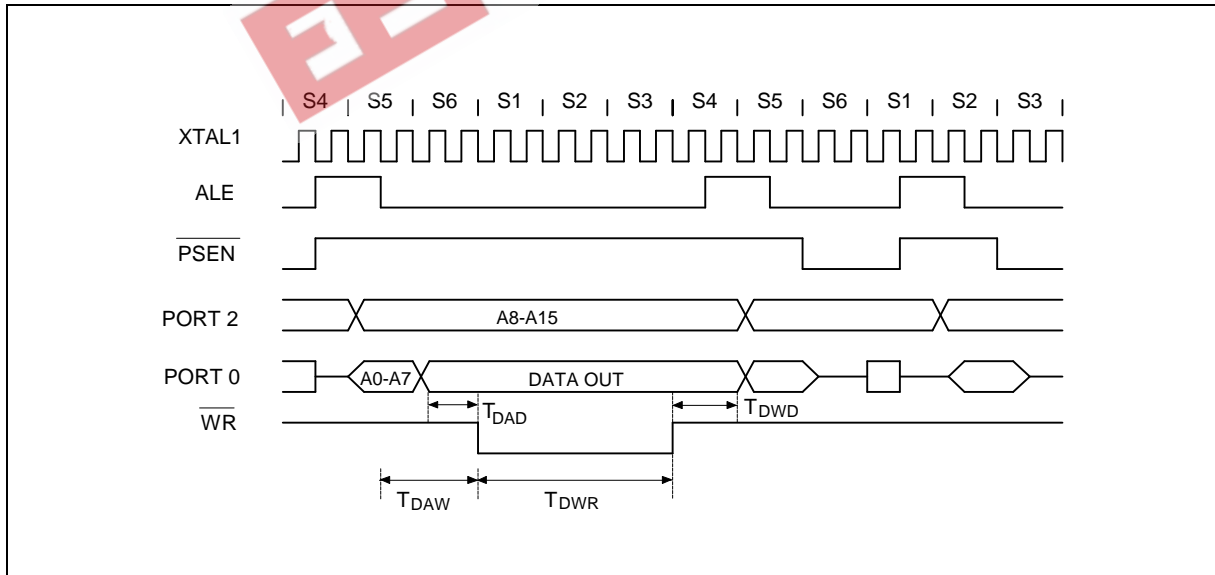 S4 S5 S6 S1 S2 S3 S4 S5 S6 S1 S2 S3
XTAL1
ALE
PSEN
PORT 2 A8-A15
PORT 0 A0-A7 DATA OUT
WR TDAD TDWD
TDAW TDWR